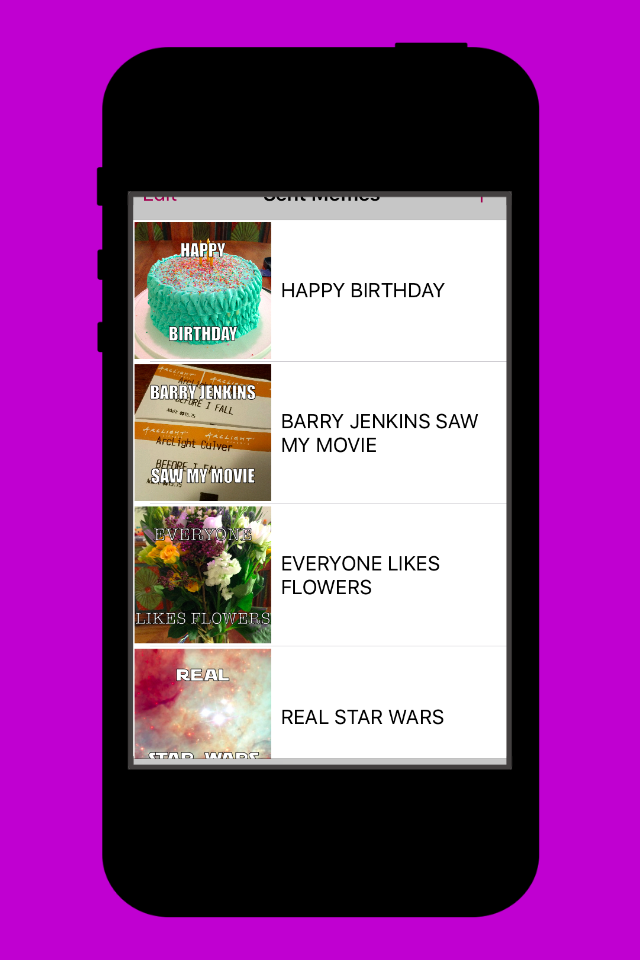 Edit Sent Memes
HAPPY
BIRTHDAY
HAPPY BIRTHDAY
BARRY JENKINS
BEFORE I FALL
ARCLIGHT ARCLIGHT
ArcLight Culver
BEFORE I FALL
SAW MY MOVIE
BARRY JENKINS SAW
MY MOVIE
EVERYONE
LIKES FLOWERS
EVERYONE LIKES
FLOWERS
REAL
STAR WARS
REAL STAR WARS